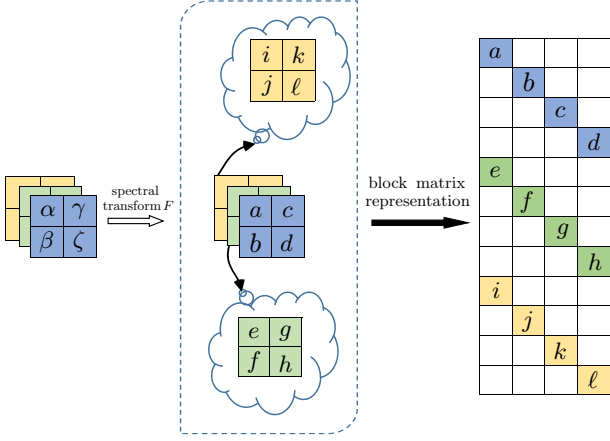 i k
j ℓ
spectral
transform F
α γ
β ζ
a c
b d
e g
f h
block matrix
representation
a
b
c
d
e
f
g
h
i
j
k
ℓ